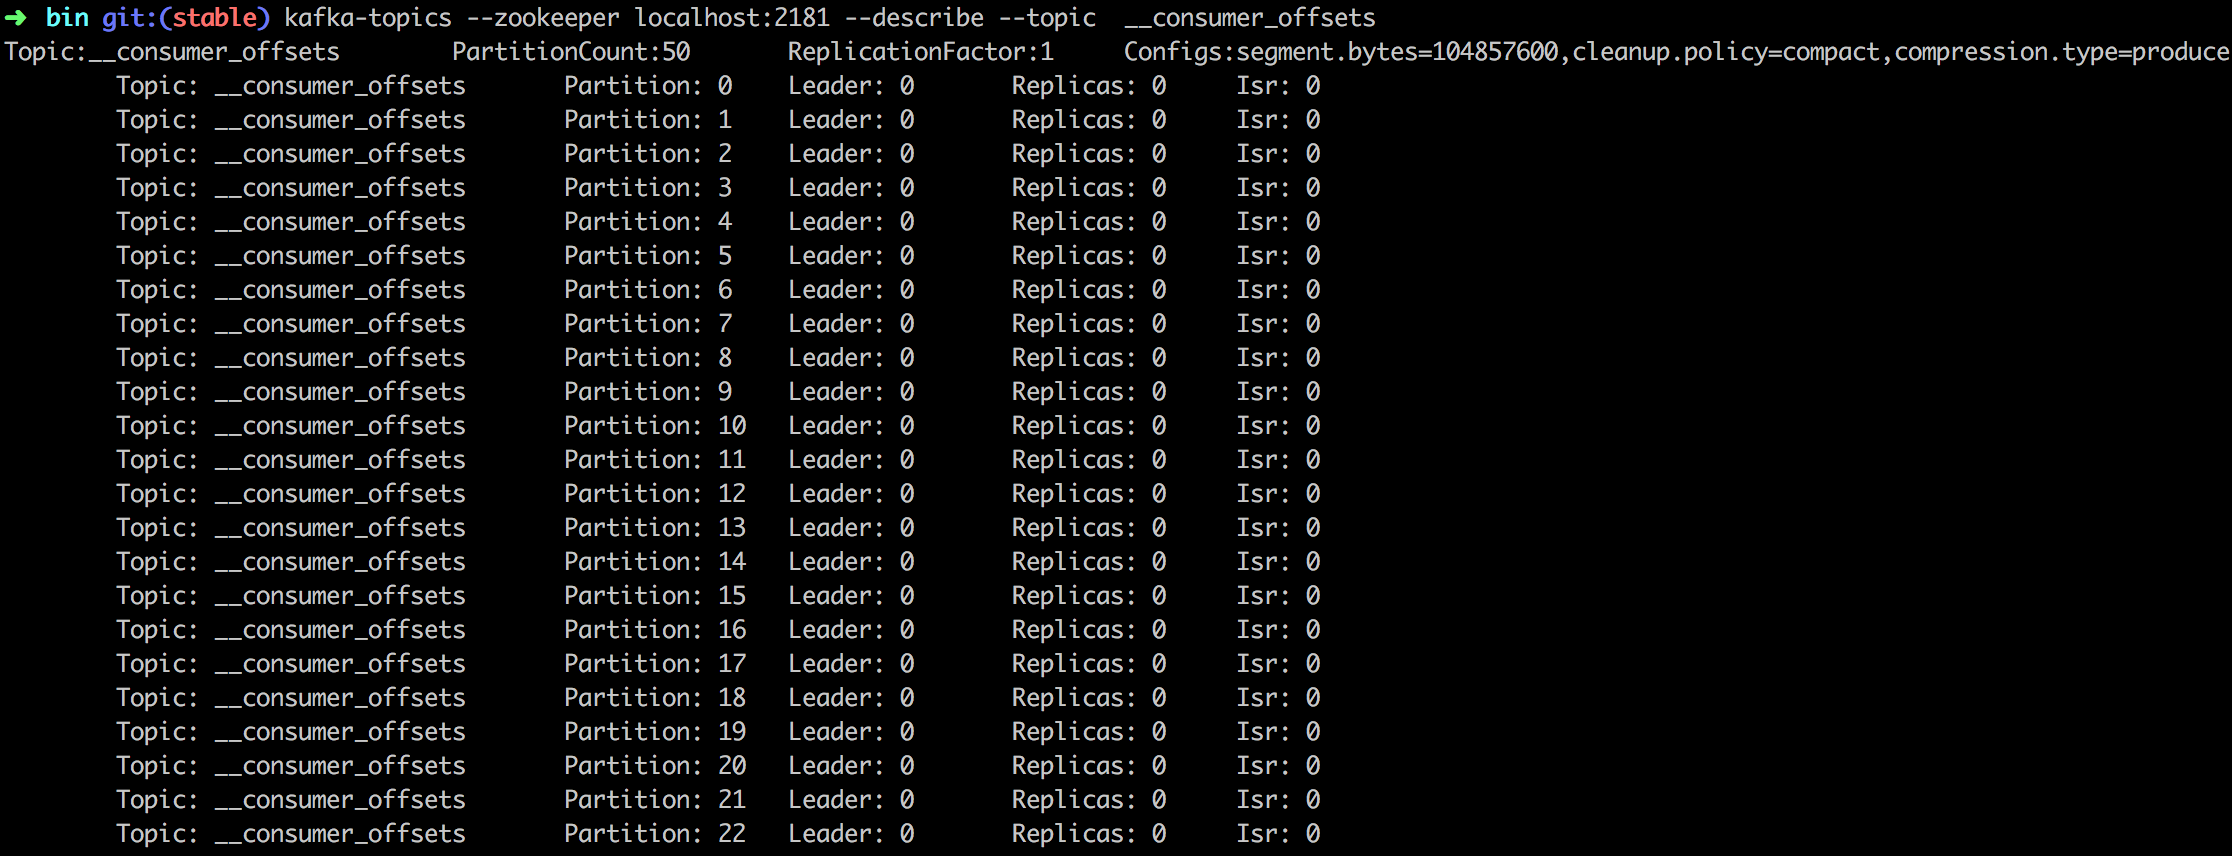 ➜ bin git:(stable) kafka-topics --zookeeper localhost:2181 --describe --topic  __consumer_offsets
Topic:__consumer_offsets	PartitionCount:50	ReplicationFactor:1	Configs:segment.bytes=104857600,cleanup.policy=compact,compression.type=produce
	Topic: __consumer_offsets	Partition: 0	Leader: 0	Replicas: 0	Isr: 0
	Topic: __consumer_offsets	Partition: 1	Leader: 0	Replicas: 0	Isr: 0
	Topic: __consumer_offsets	Partition: 2	Leader: 0	Replicas: 0	Isr: 0
	Topic: __consumer_offsets	Partition: 3	Leader: 0	Replicas: 0	Isr: 0
	Topic: __consumer_offsets	Partition: 4	Leader: 0	Replicas: 0	Isr: 0
	Topic: __consumer_offsets	Partition: 5	Leader: 0	Replicas: 0	Isr: 0
	Topic: __consumer_offsets	Partition: 6	Leader: 0	Replicas: 0	Isr: 0
	Topic: __consumer_offsets	Partition: 7	Leader: 0	Replicas: 0	Isr: 0
	Topic: __consumer_offsets	Partition: 8	Leader: 0	Replicas: 0	Isr: 0
	Topic: __consumer_offsets	Partition: 9	Leader: 0	Replicas: 0	Isr: 0
	Topic: __consumer_offsets	Partition: 10	Leader: 0	Replicas: 0	Isr: 0
	Topic: __consumer_offsets	Partition: 11	Leader: 0	Replicas: 0	Isr: 0
	Topic: __consumer_offsets	Partition: 12	Leader: 0	Replicas: 0	Isr: 0
	Topic: __consumer_offsets	Partition: 13	Leader: 0	Replicas: 0	Isr: 0
	Topic: __consumer_offsets	Partition: 14	Leader: 0	Replicas: 0	Isr: 0
	Topic: __consumer_offsets	Partition: 15	Leader: 0	Replicas: 0	Isr: 0
	Topic: __consumer_offsets	Partition: 16	Leader: 0	Replicas: 0	Isr: 0
	Topic: __consumer_offsets	Partition: 17	Leader: 0	Replicas: 0	Isr: 0
	Topic: __consumer_offsets	Partition: 18	Leader: 0	Replicas: 0	Isr: 0
	Topic: __consumer_offsets	Partition: 19	Leader: 0	Replicas: 0	Isr: 0
	Topic: __consumer_offsets	Partition: 20	Leader: 0	Replicas: 0	Isr: 0
	Topic: __consumer_offsets	Partition: 21	Leader: 0	Replicas: 0	Isr: 0
	Topic: __consumer_offsets	Partition: 22	Leader: 0	Replicas: 0	Isr: 0